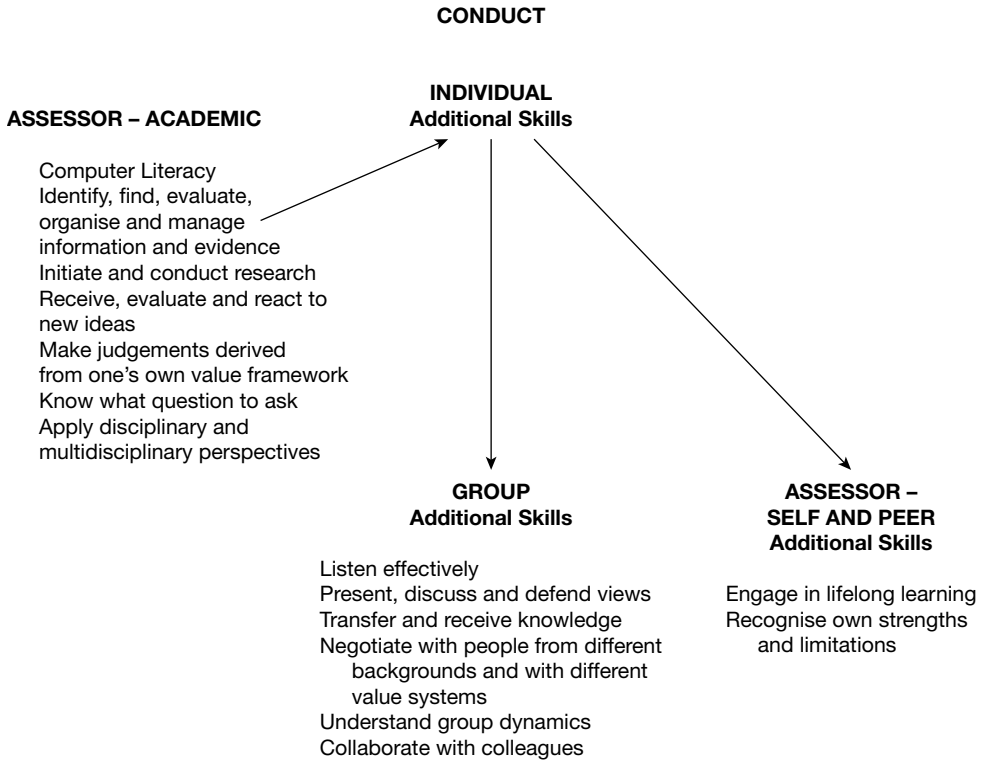 CONDUCT
INDIVIDUAL
Additional Skills
ASSESSOR – ACADEMIC
Computer Literacy
Identify, find, evaluate,
organise and manage
information and evidence
Initiate and conduct research
Receive, evaluate and react to
new ideas
Make judgements derived
from one's own value framework
Know what question to ask
Apply disciplinary and
multidisciplinary perspectives
GROUP
Additional Skills
Listen effectively
Present, discuss and defend views
Transfer and receive knowledge
Negotiate with people from different
backgrounds and with different
value systems
Understand group dynamics
Collaborate with colleagues
ASSESSOR –
SELF AND PEER
Additional Skills
Engage in lifelong learning
Recognise own strengths
and limitations